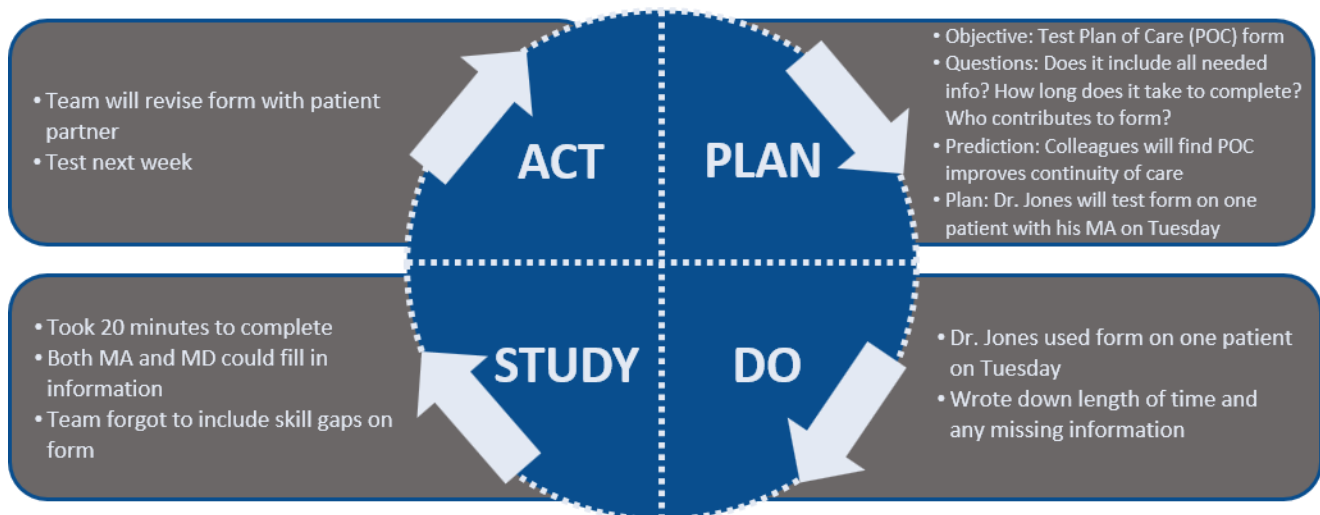 • Team will revise form with patient
partner
• Test next week
ACT
PLAN
• Objective: Test Plan of Care (POC) form
• Questions: Does it include all needed
info? How long does it take to complete?
Who contributes to form?
• Prediction: Colleagues will find POC
improves continuity of care
• Plan: Dr. Jones will test form on one
patient with his MA on Tuesday
• Took 20 minutes to complete
• Both MA and MD could fill in
information
• Team forgot to include skill gaps on
form
STUDY
DO
• Dr. Jones used form on one patient
on Tuesday
• Wrote down length of time and
any missing information